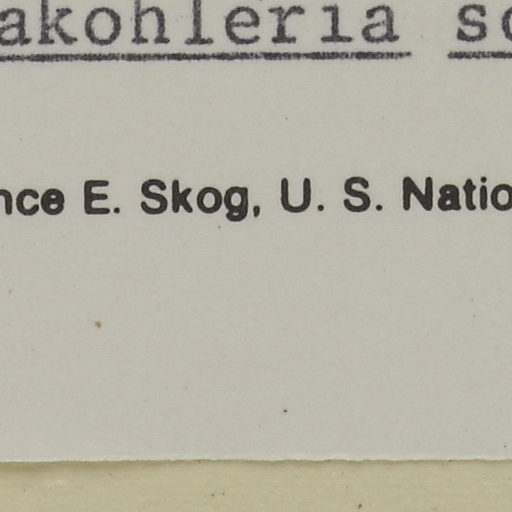 akohleria so
nce E. Skog, U. S. Natio